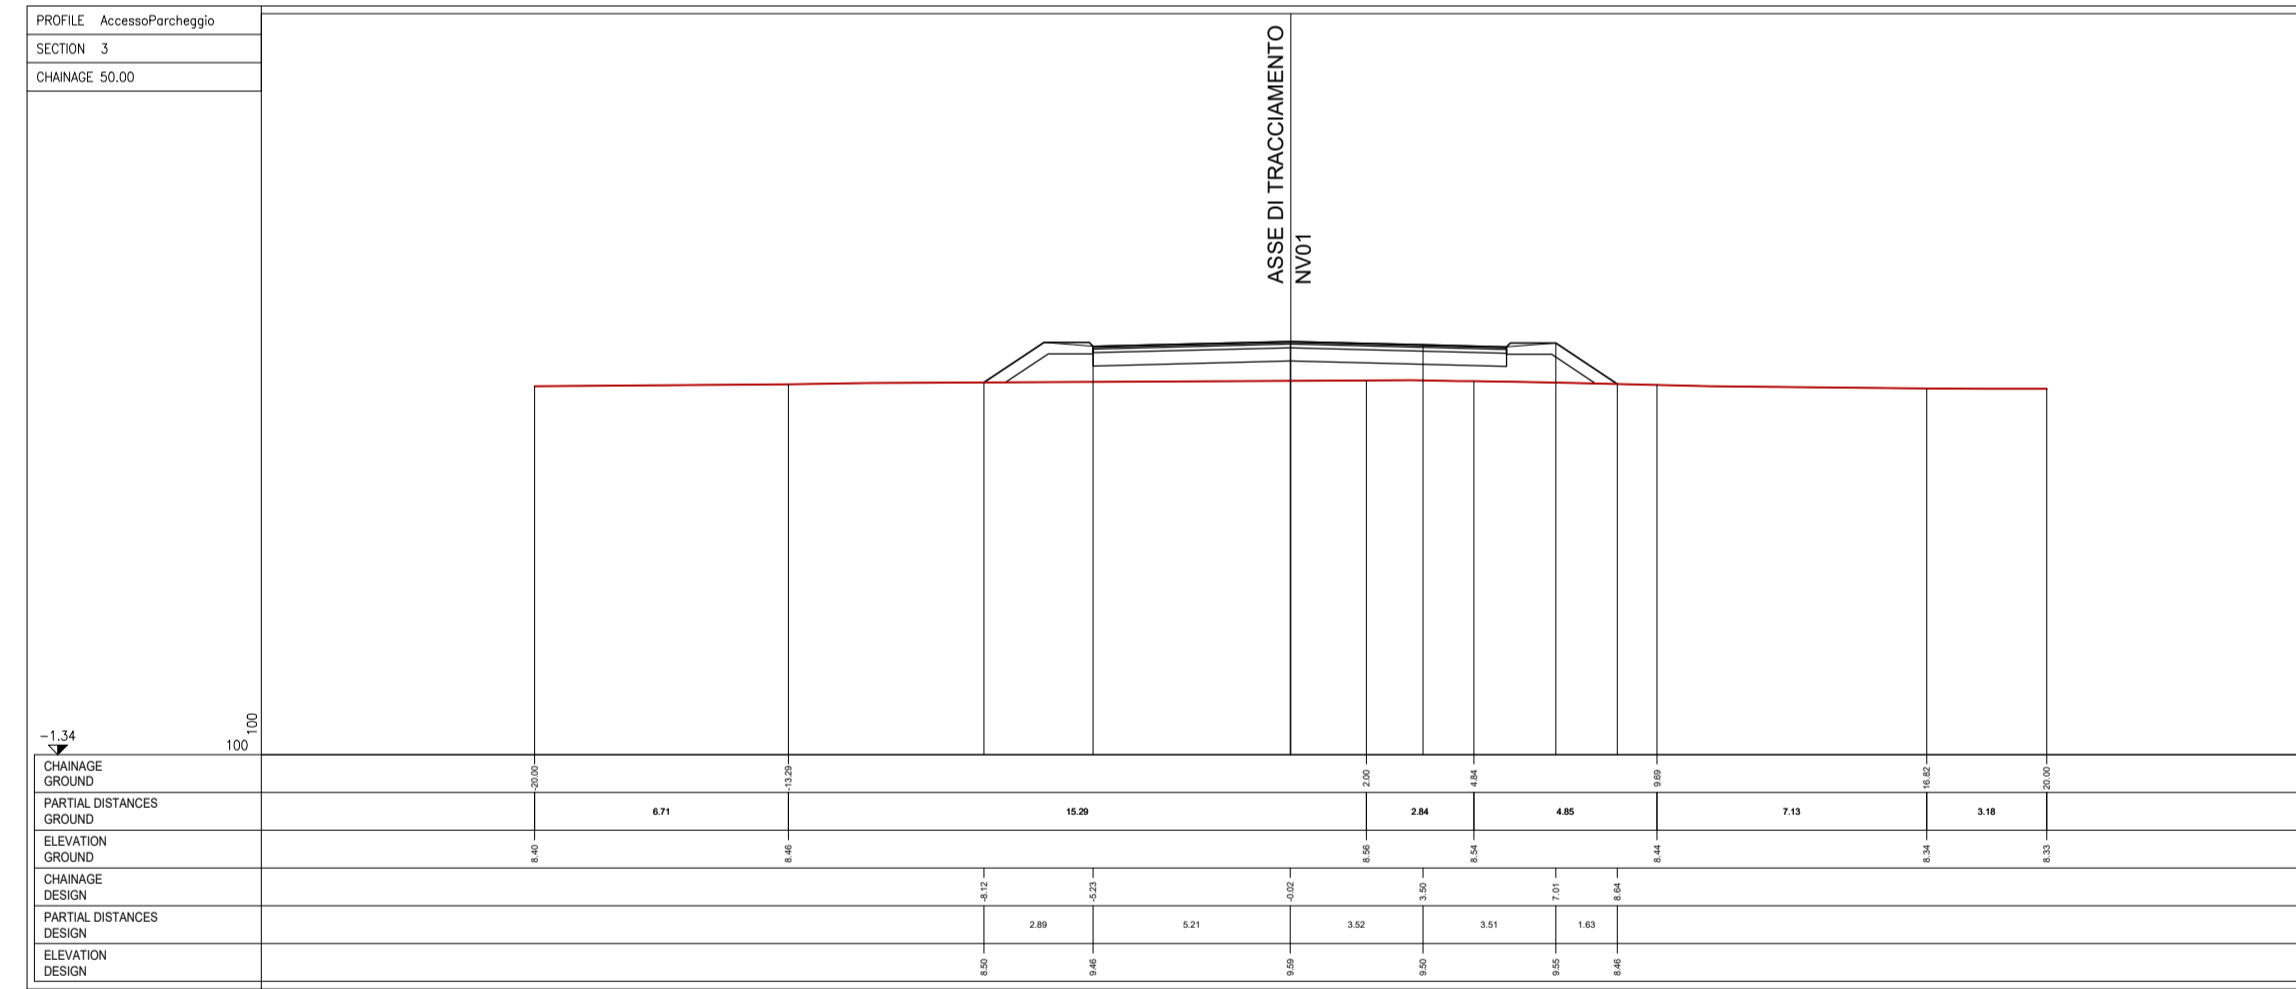 PROFILE AccessoParcheggio
SECTION 3
CHAINAGE 50.00
ASSE DI TRACCIAMENTO
NV01
-1.34
100
100
CHAINAGE
GROUND
-20.00 -13.29 2.00 4.84 9.69 16.82 20.00
PARTIAL DISTANCES
GROUND
6.71 15.29 2.84 4.85 7.13 3.18
ELEVATION
GROUND
8.40 8.46 8.56 8.54 8.44 8.34 8.33
CHAINAGE
DESIGN
-8.12 -5.23 -0.02 3.50 7.01 8.64
PARTIAL DISTANCES
DESIGN
2.89 5.21 3.52 3.51 1.63
ELEVATION
DESIGN
8.50 9.46 9.59 9.50 9.55 8.46